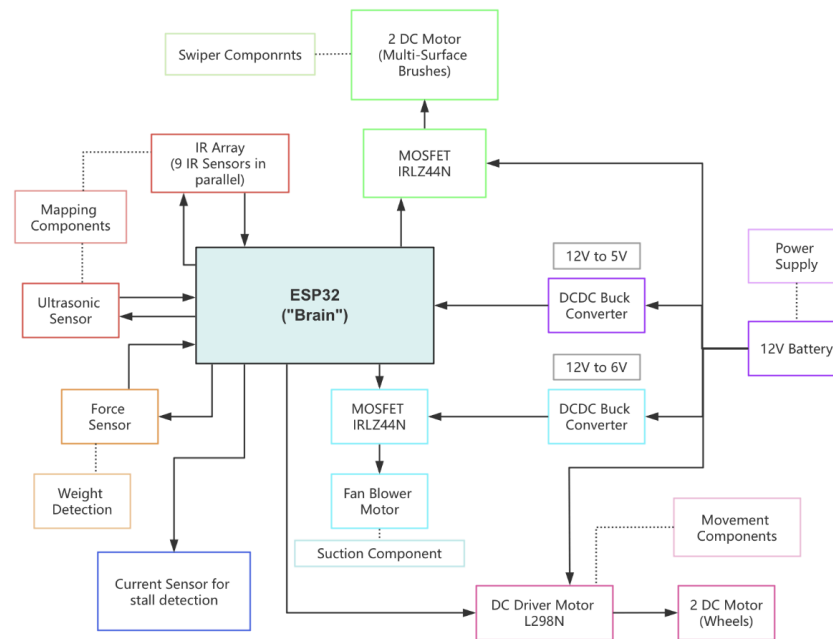 2 DC Motor
(Multi-Surface
Brushes)
Swiper Componrnts
IR Array
(9 IR Sensors in
parallel)
MOSFET
IRLZ44N
Mapping
Components
Ultrasonic
Sensor
ESP32
("Brain")
12V to 5V
DCDC Buck
Converter
Power
Supply
12V Battery
12V to 6V
DCDC Buck
Converter
Force
Sensor
MOSFET
IRLZ44N
Weight
Detection
Fan Blower
Motor
Suction Component
Movement
Components
Current Sensor for
stall detection
DC Driver Motor
L298N
2 DC Motor
(Wheels)